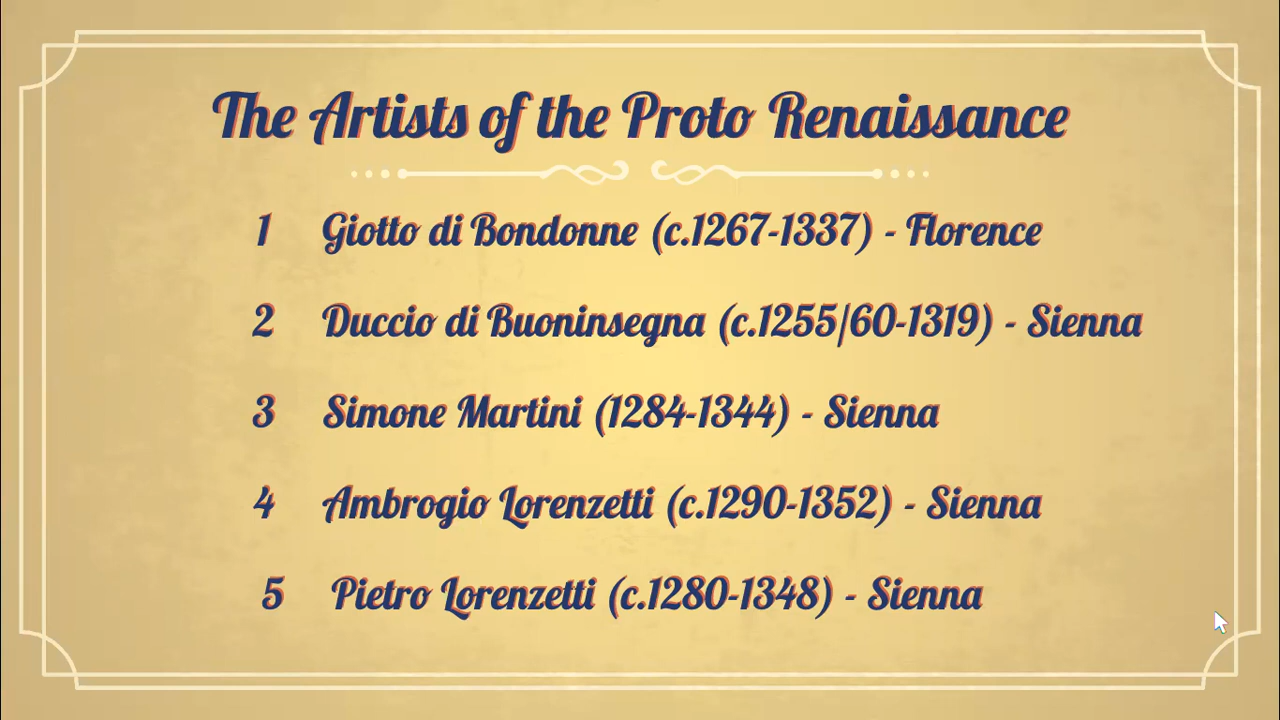 The Artists of the Proto Renaissance
1 Giotto di Bondonne (c.1267-1337) - Florence
2 Duccio di Buoninsegna (c.1255/60-1319) - Sienna
3 Simone Martini (1284-1344) - Sienna
4 Ambrogio Lorenzetti (c.1290-1352) - Sienna
5 Pietro Lorenzetti (c.1280-1348) - Sienna